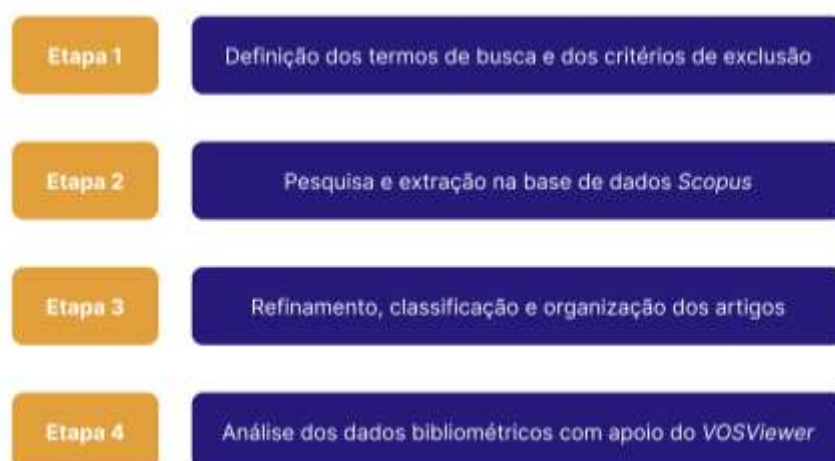 Etapa 1
Definição dos termos de busca e dos critérios de exclusão
Etapa 2
Pesquisa e extração na base de dados Scopus
Etapa 3
Refinamento, classificação e organização dos artigos
Etapa 4
Análise dos dados bibliométricos com apoio do VOSViewer